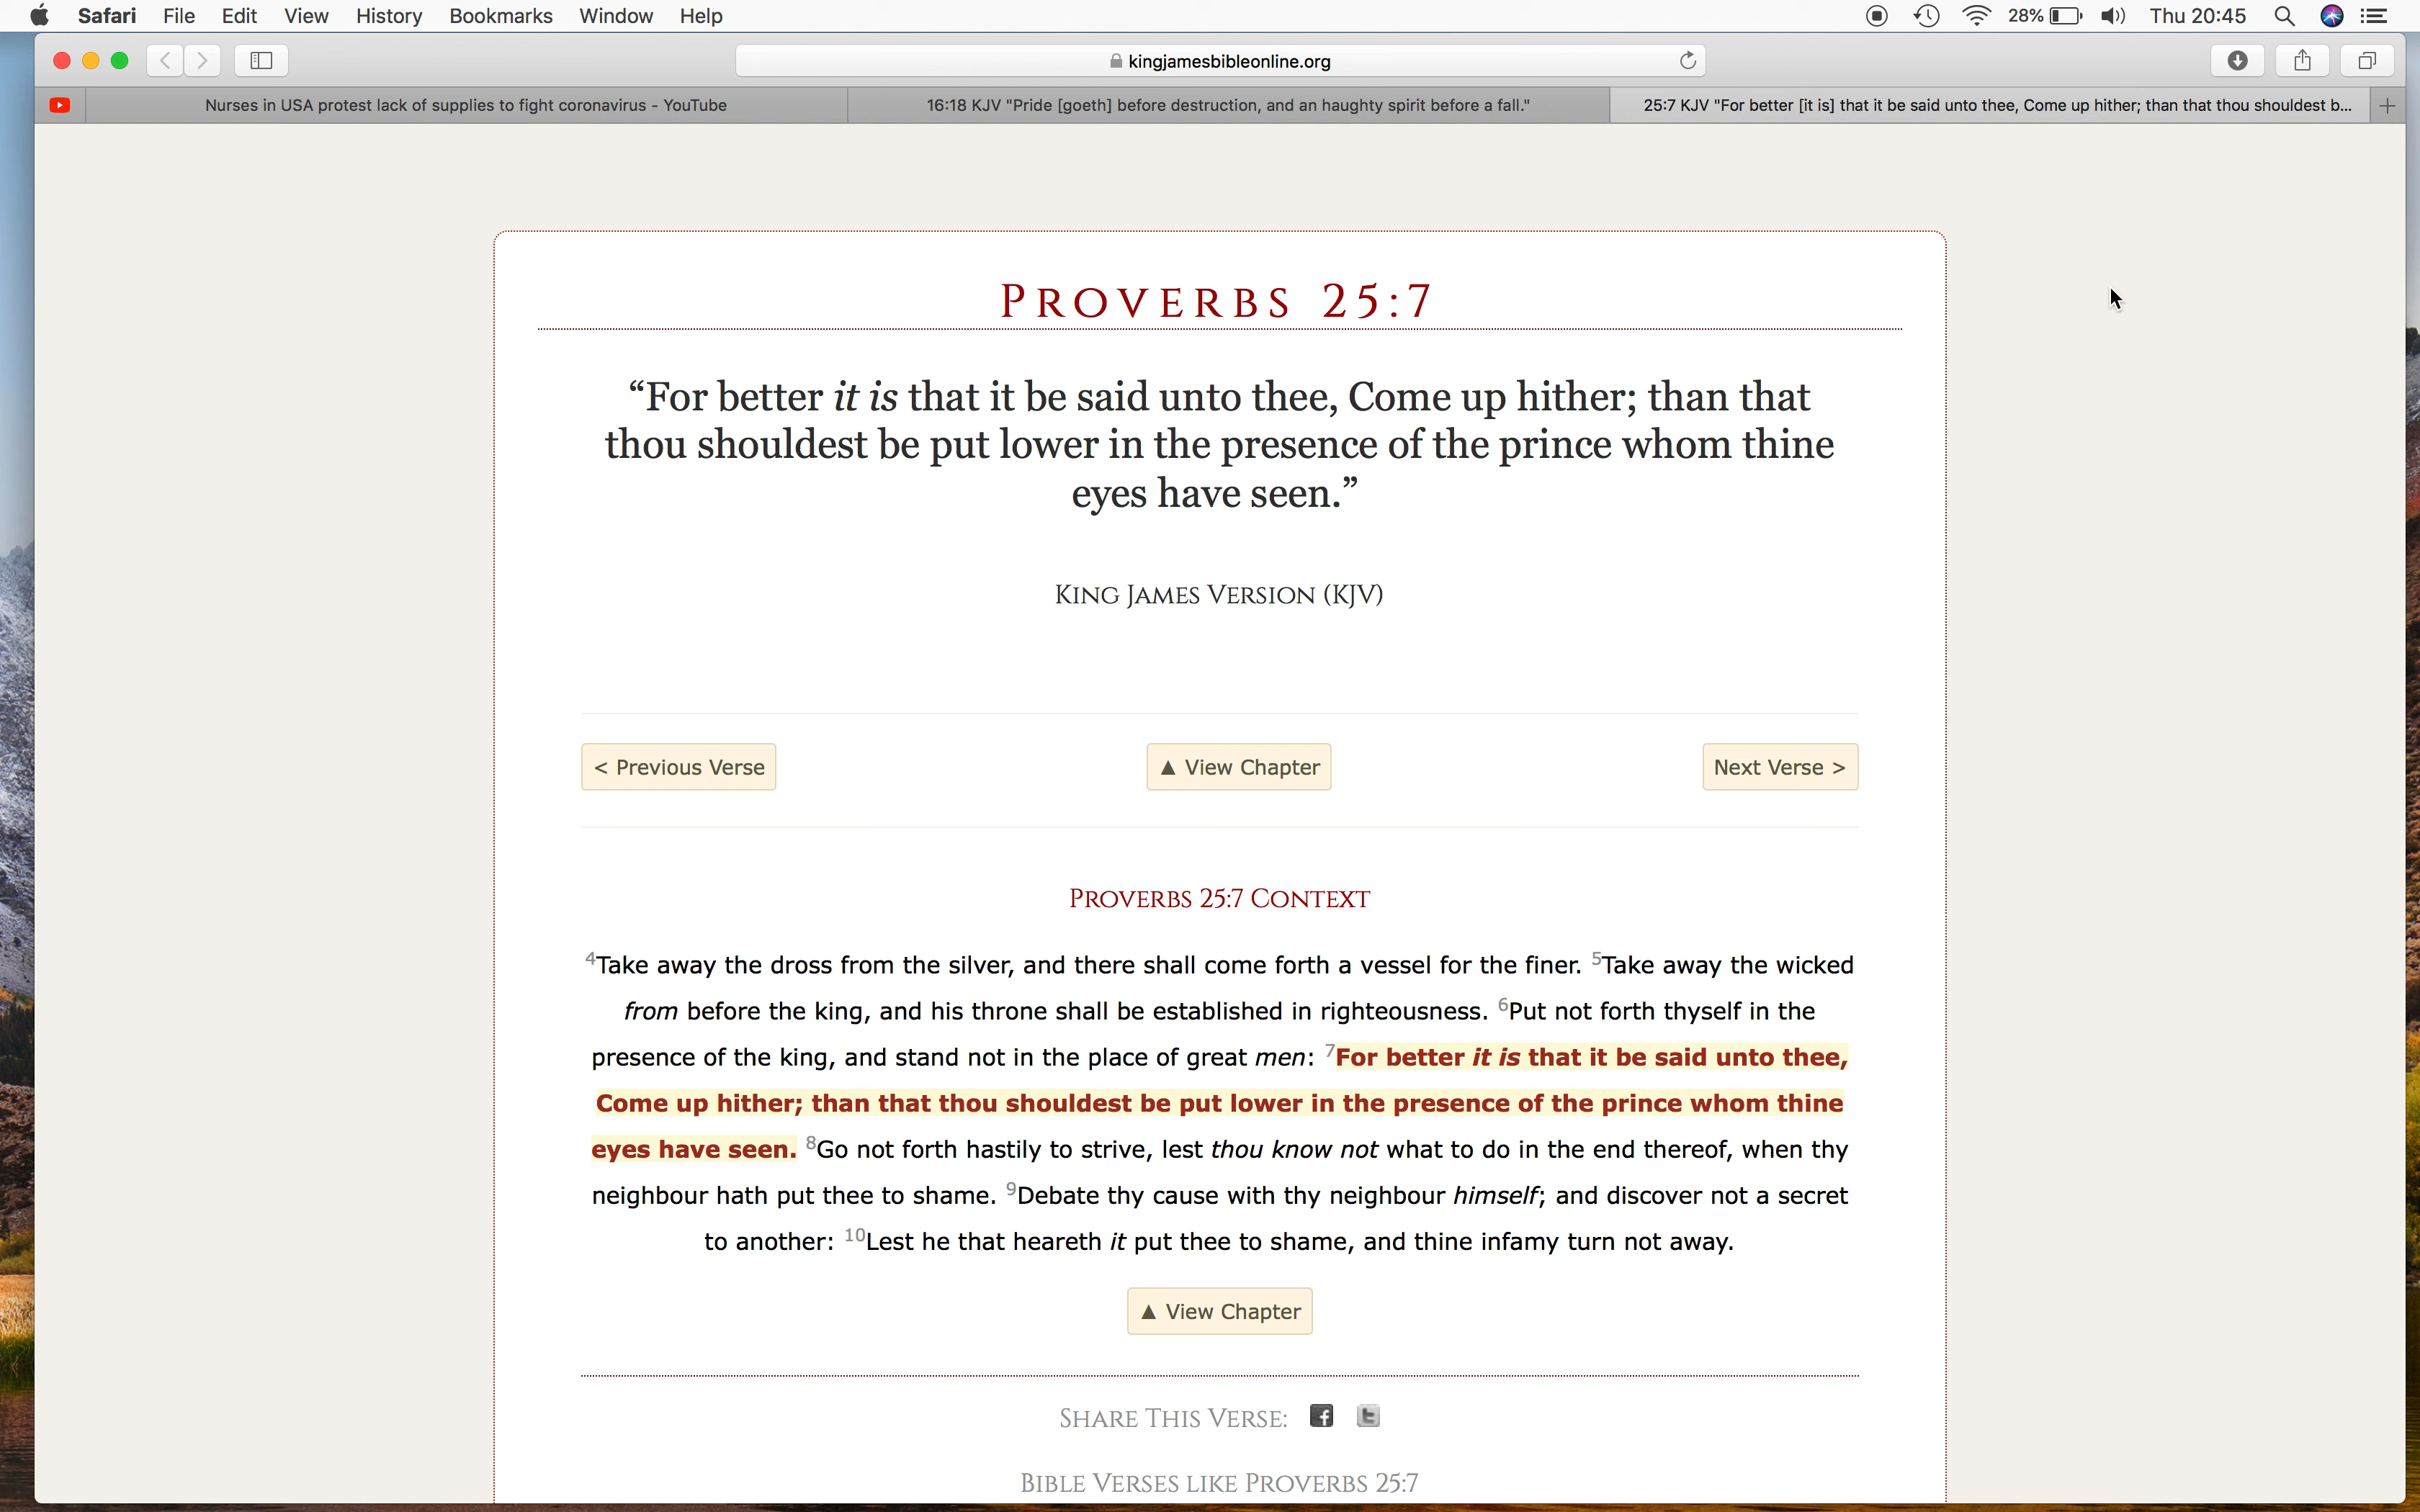 Safari File Edit View History Bookmarks Window Help 28% Thu 20:45
kingjamesbibleonline.org
Nurses in USA protest lack of supplies to fight coronavirus - YouTube 16:18 KJV "Pride [goeth] before destruction, and an haughty spirit before a fall." 25:7 KJV "For better [it is] that it be said unto thee, Come up hither; than that thou shouldest b...
PROVERBS 25:7
“For better it is that it be said unto thee, Come up hither; than that
thou shouldest be put lower in the presence of the prince whom thine
eyes have seen.”
KING JAMES VERSION (KJV)
< Previous Verse ▲ View Chapter Next Verse >
PROVERBS 25:7 CONTEXT
4Take away the dross from the silver, and there shall come forth a vessel for the finer. 5Take away the wicked
from before the king, and his throne shall be established in righteousness. 6Put not forth thyself in the
presence of the king, and stand not in the place of great men: 7For better it is that it be said unto thee,
Come up hither; than that thou shouldest be put lower in the presence of the prince whom thine
eyes have seen. 8Go not forth hastily to strive, lest thou know not what to do in the end thereof, when thy
neighbour hath put thee to shame. 9Debate thy cause with thy neighbour himself; and discover not a secret
to another: 10Lest he that heareth it put thee to shame, and thine infamy turn not away.
▲ View Chapter
SHARE THIS VERSE:
BIBLE VERSES LIKE PROVERBS 25:7